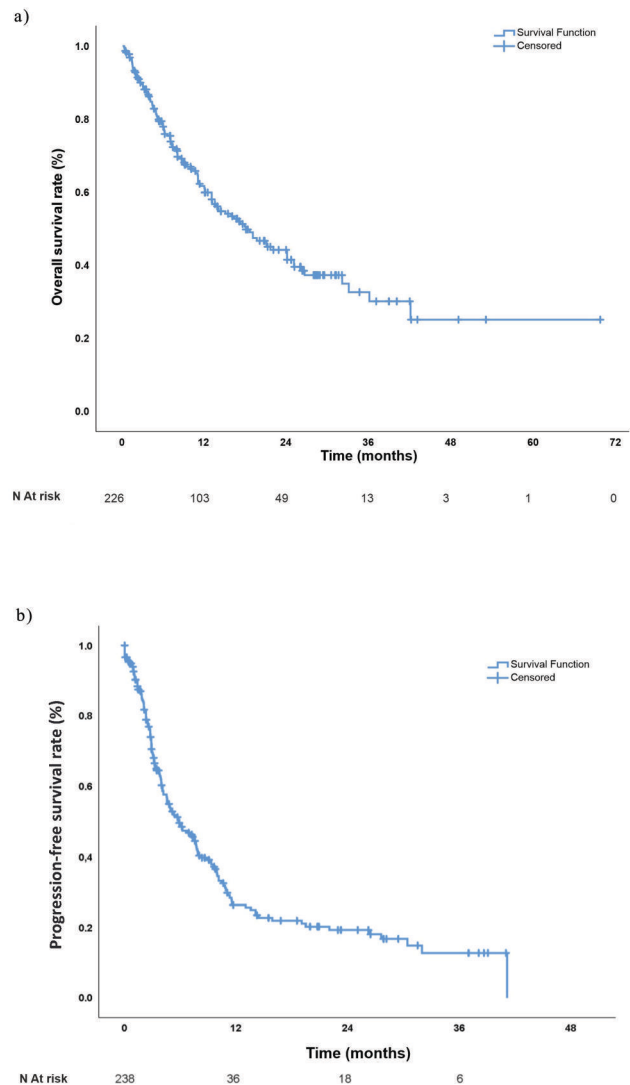 a)
Survival Function
Censored
Overall survival rate (%)
1.0
0.8
0.6
0.4
0.2
0.0
0 12 24 36 48 60 72
Time (months)
N At risk 226 103 49 13 3 1 0
b)
Survival Function
Censored
Progression-free survival rate (%)
1.0
0.8
0.6
0.4
0.2
0.0
0 12 24 36 48
Time (months)
N At risk 238 36 18 6